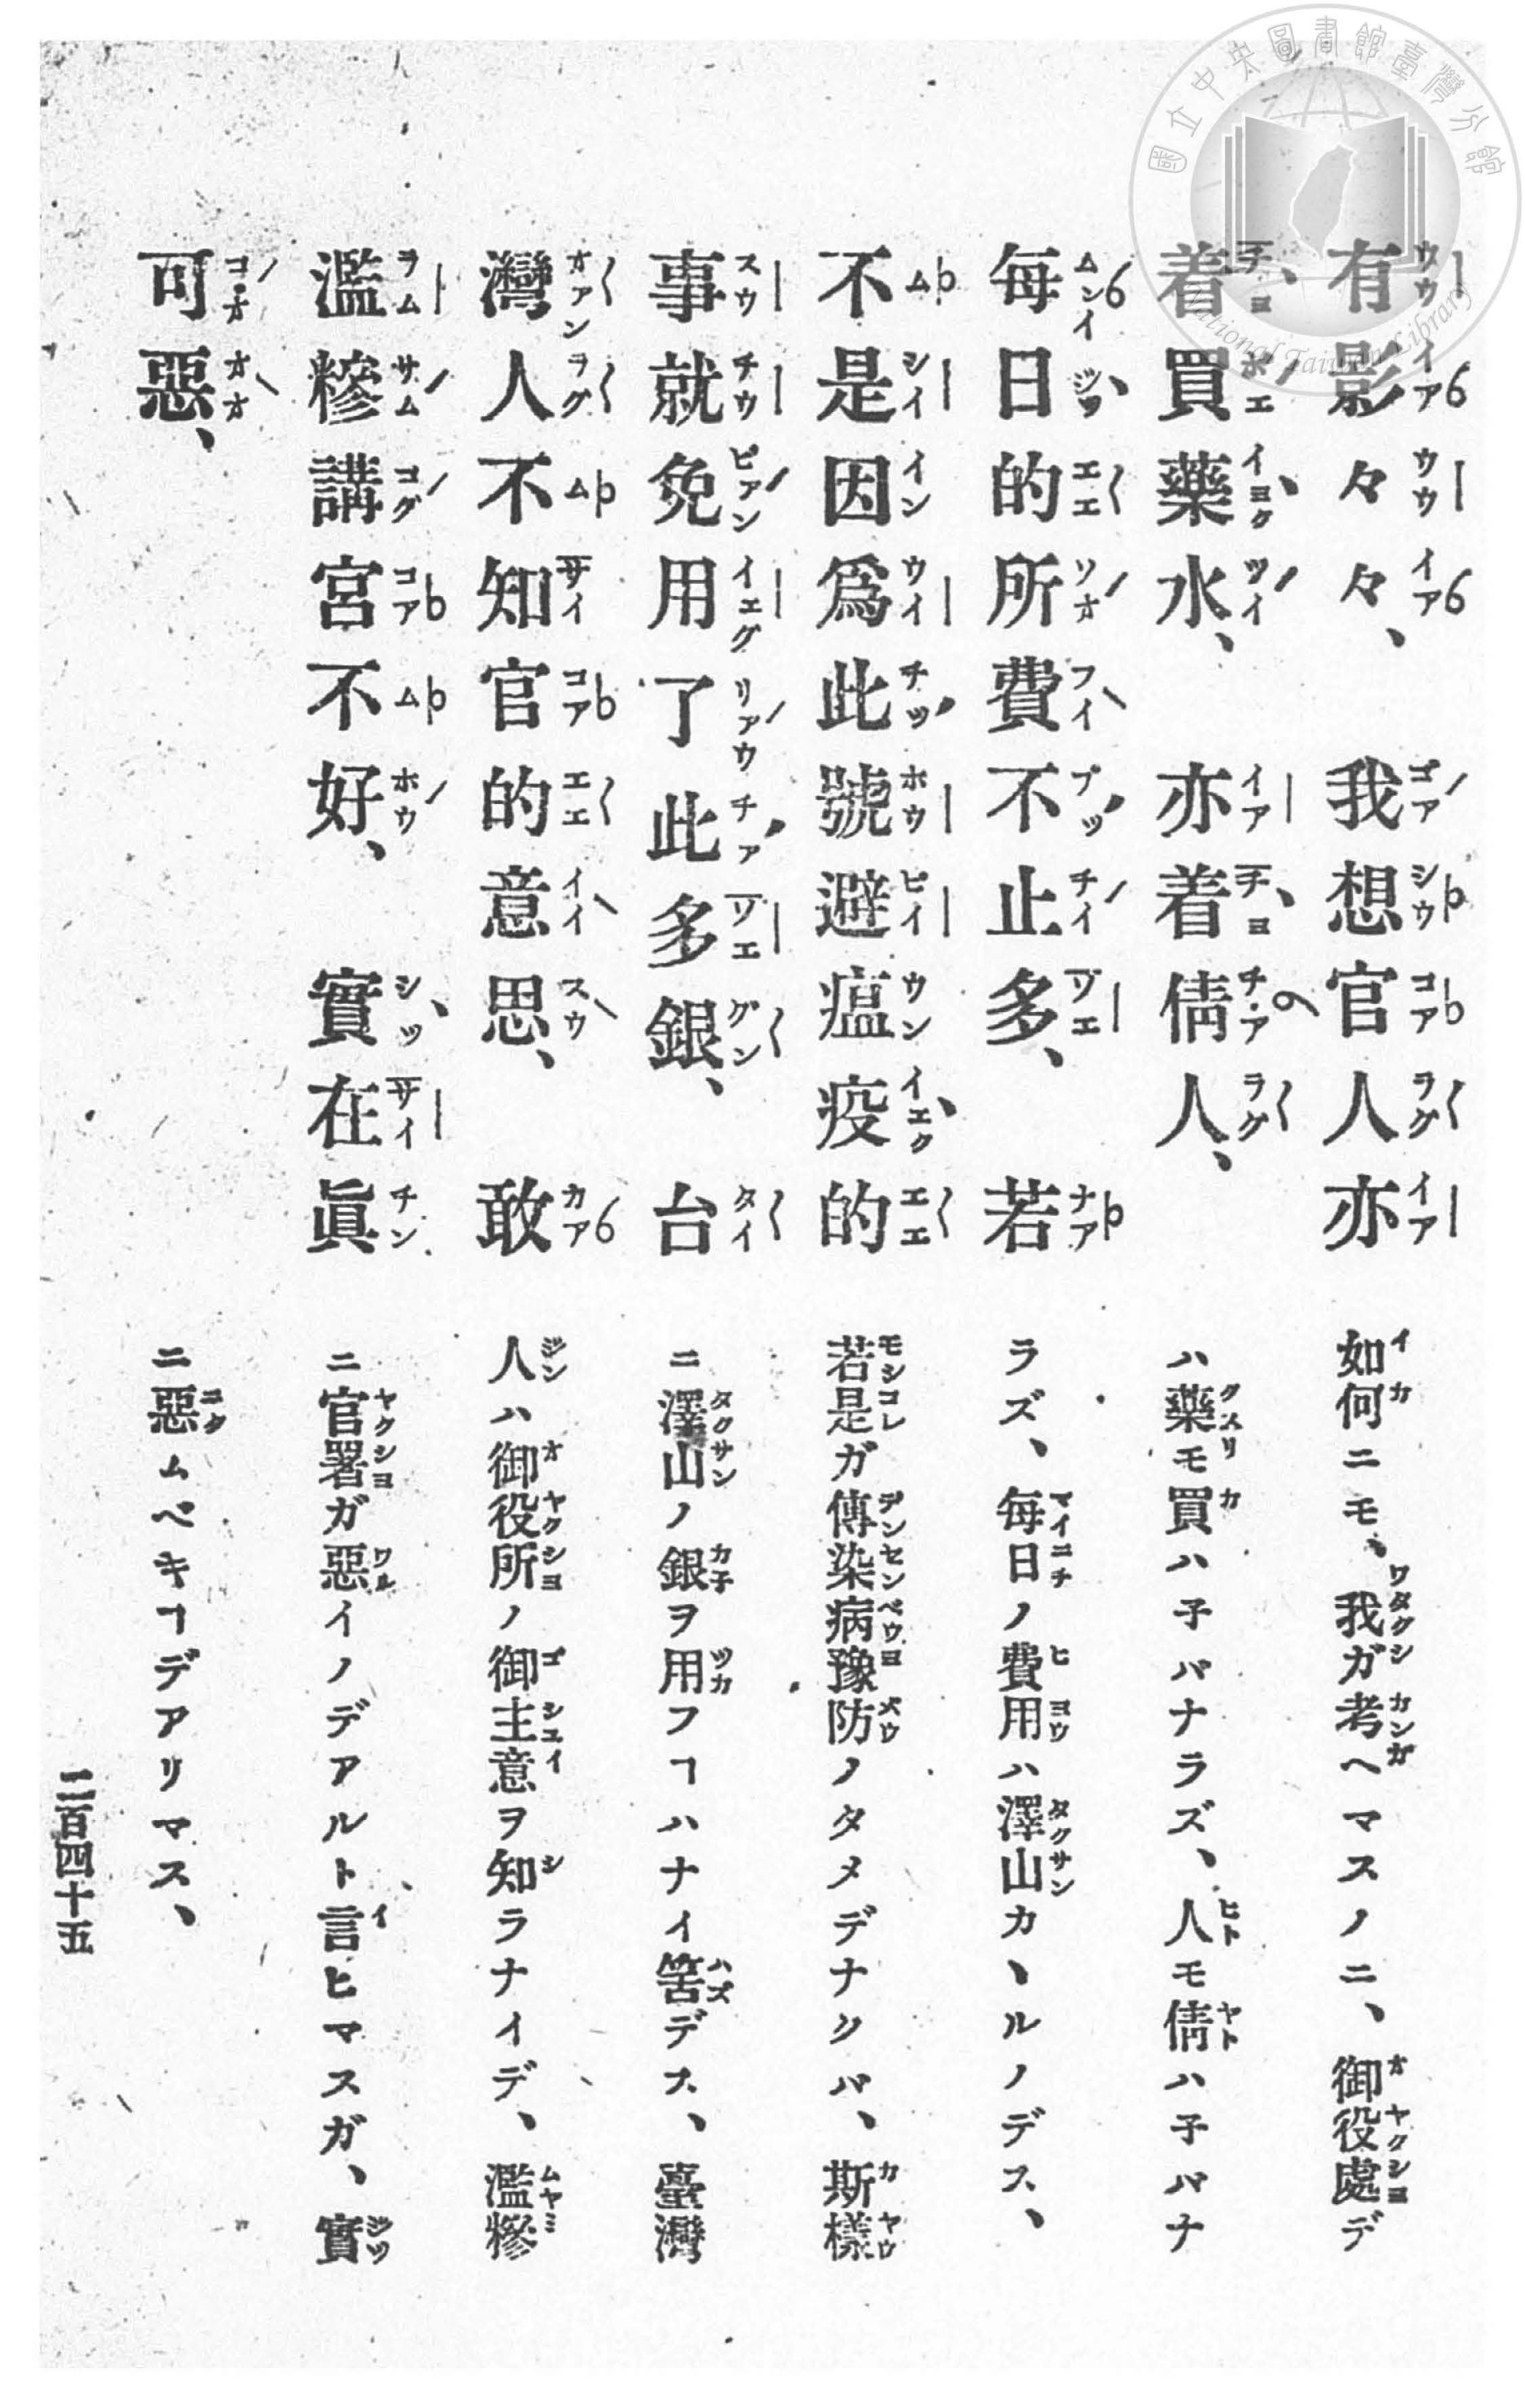 有影々々、我想官人亦
着買藥水、亦着倩人、
每日的所費不止多、若
不是因爲此號避瘟疫的
事就免用了此多銀、台
灣人不知官的意思、敢
濫糝講宮不好、實在眞
可惡、
如何ニモ、我ガ考ヘマスノニ、御役處デ
ハ藥モ買ハ子バナラズ、人モ倩ハ子バナ
ラズ、每日ノ費用ハ澤山カヽルノデス、
若是ガ傳染病豫防ノタメデナクバ、斯樣
ニ澤山ノ銀ヲ用フヿハナイ筈デス、臺灣
人ハ御役所ノ御主意ヲ知ラナイデ、濫糝
ニ官署ガ惡イノデアルト言ヒマスガ、實
ニ惡ムベキヿデアリマス、
二百四十五
國立中央圖書館臺灣分館
National Taiwan Library